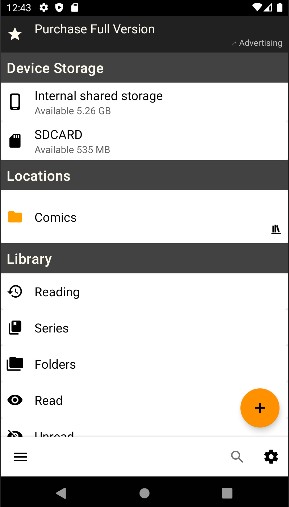 12:43
Purchase Full Version
Advertising
Device Storage
Internal shared storage
Available 5.26 GB
SDCARD
Available 535 MB
Locations
Comics
Library
Reading
Series
Folders
Read
Unread